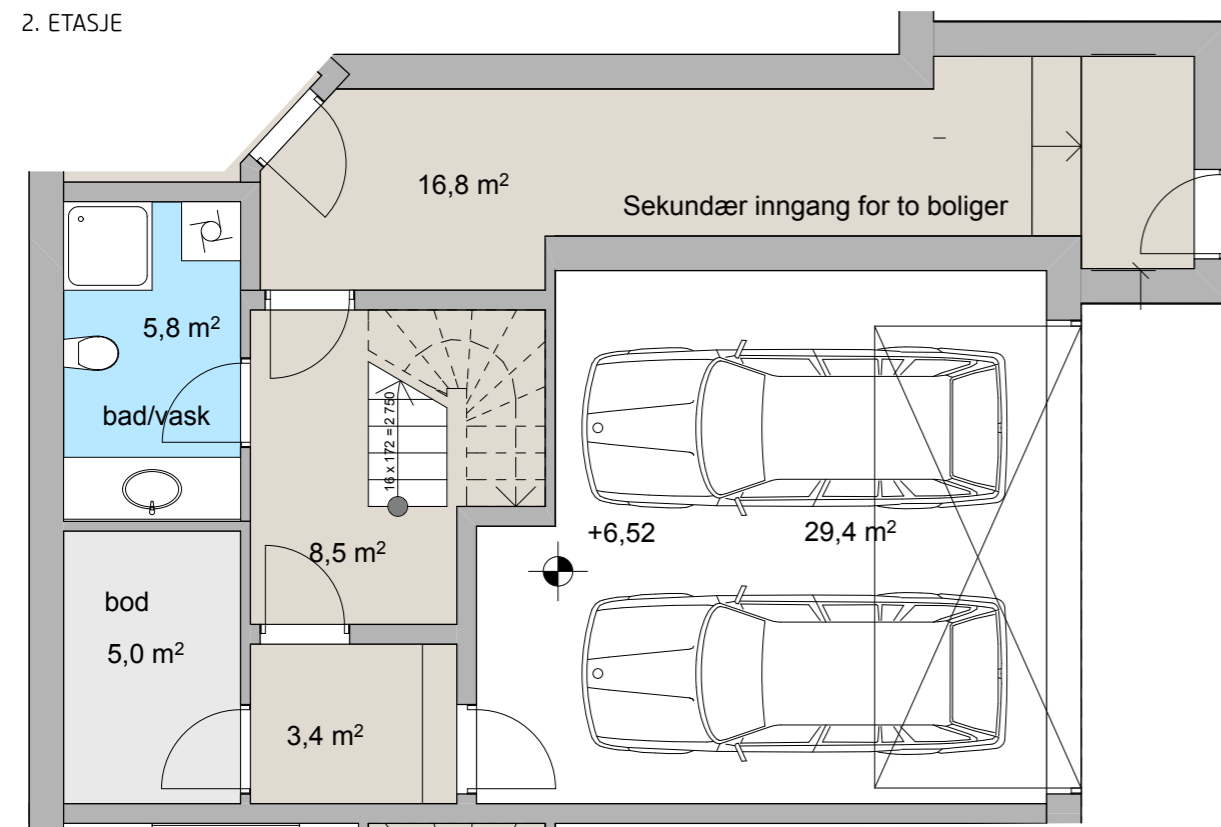 2. ETASJE
16,8 m²
Sekundær inngang for to boliger
5,8 m²
bad/vask
16 x 172 = 2 750
+6,52
29,4 m²
8,5 m²
bod
5,0 m²
3,4 m²